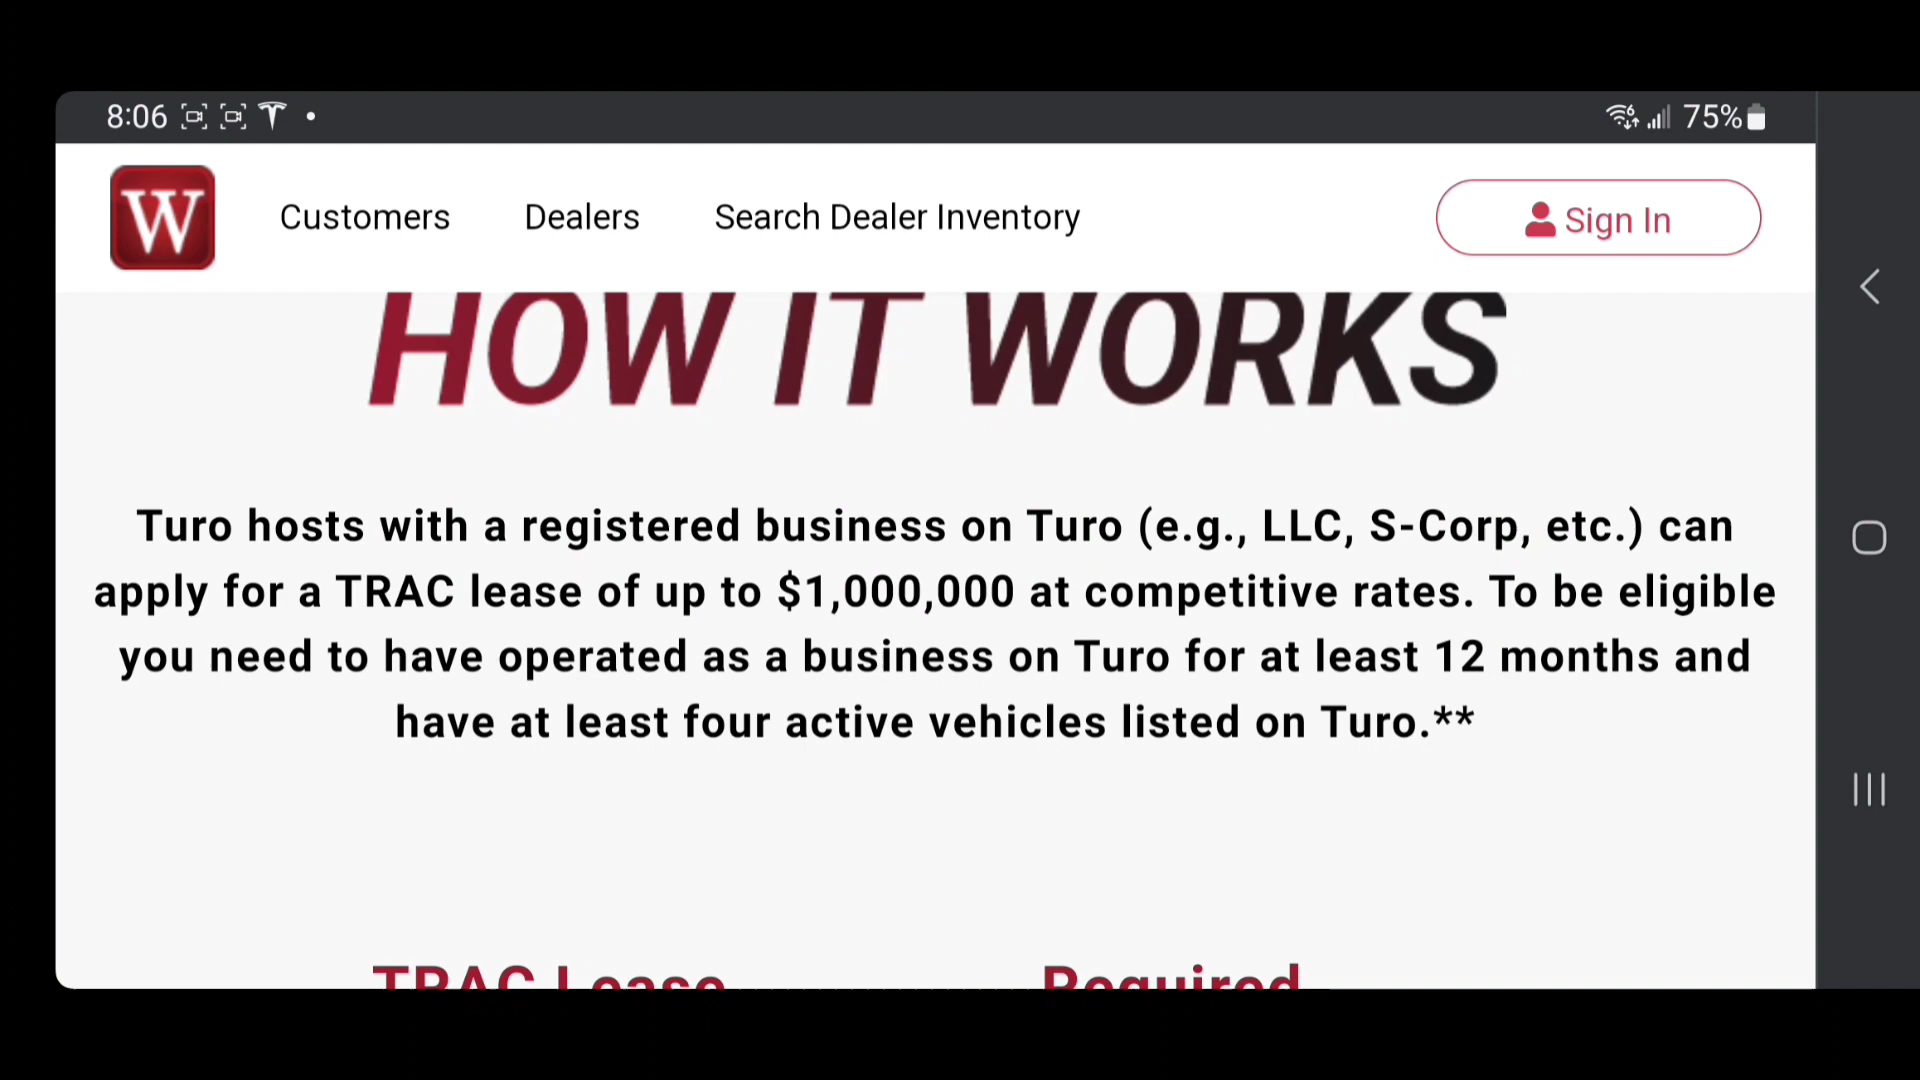 8:06
75%
W
Customers
Dealers
Search Dealer Inventory
Sign In
HOW IT WORKS
Turo hosts with a registered business on Turo (e.g., LLC, S-Corp, etc.) can
apply for a TRAC lease of up to $1,000,000 at competitive rates. To be eligible
you need to have operated as a business on Turo for at least 12 months and
have at least four active vehicles listed on Turo.**
TRAC Lease
Required